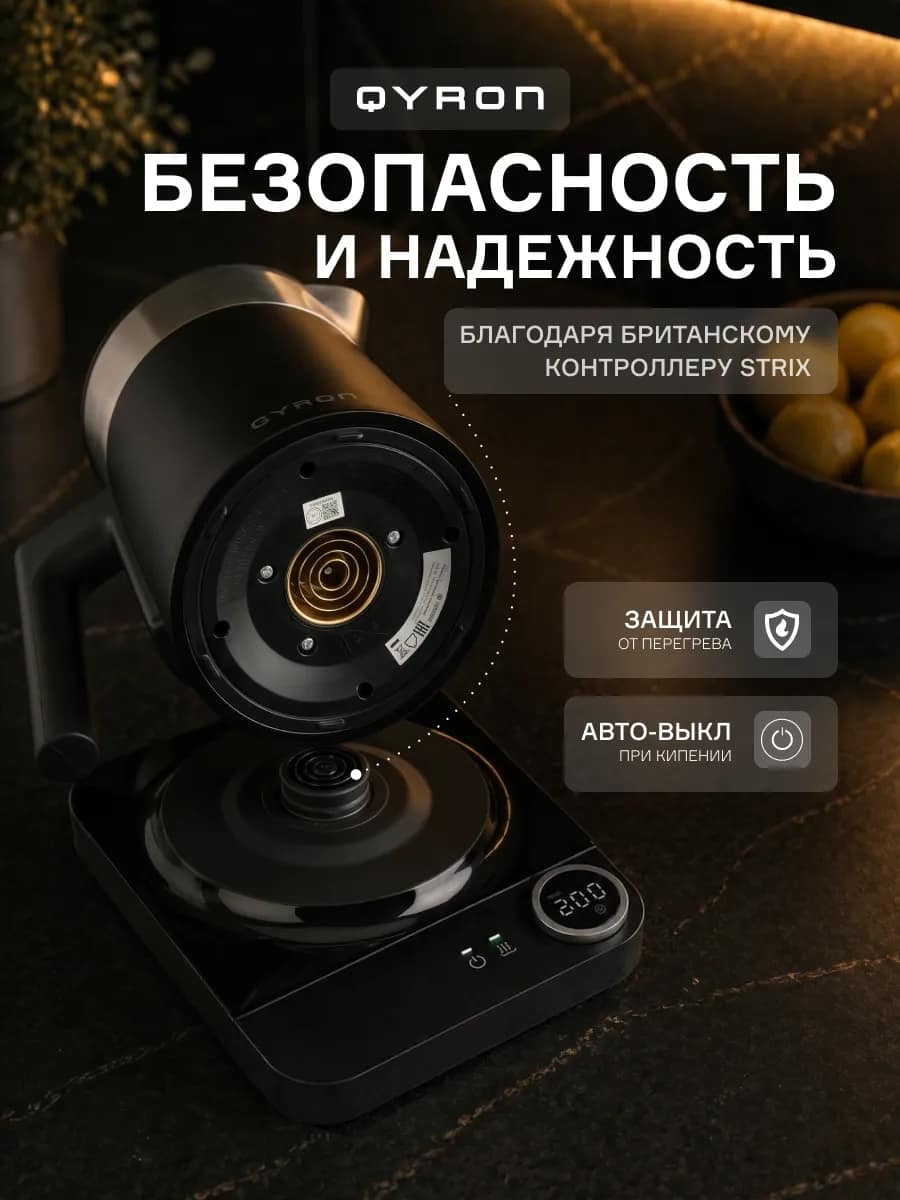 QYRON
БЕЗОПАСНОСТЬ
И НАДЕЖНОСТЬ
БЛАГОДАРЯ БРИТАНСКОМУ
КОНТРОЛЛЕРУ STRIX
QYRON
ЗАЩИТА
ОТ ПЕРЕГРЕВА
АВТО-ВЫКЛ
ПРИ КИПЕНИИ
200